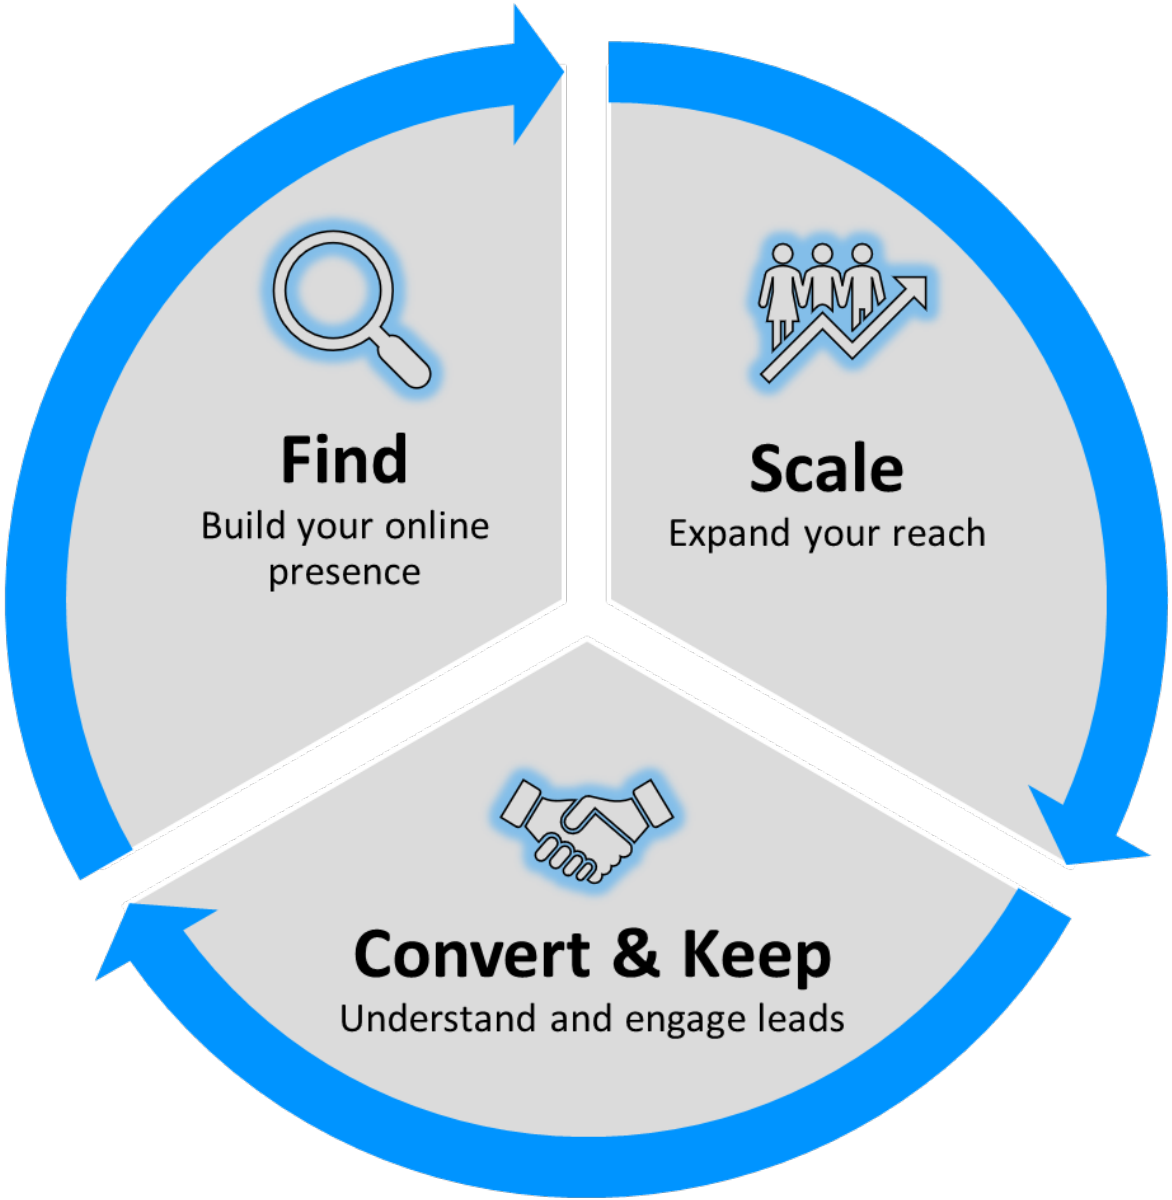 Find
Build your online
presence
Scale
Expand your reach
Convert & Keep
Understand and engage leads